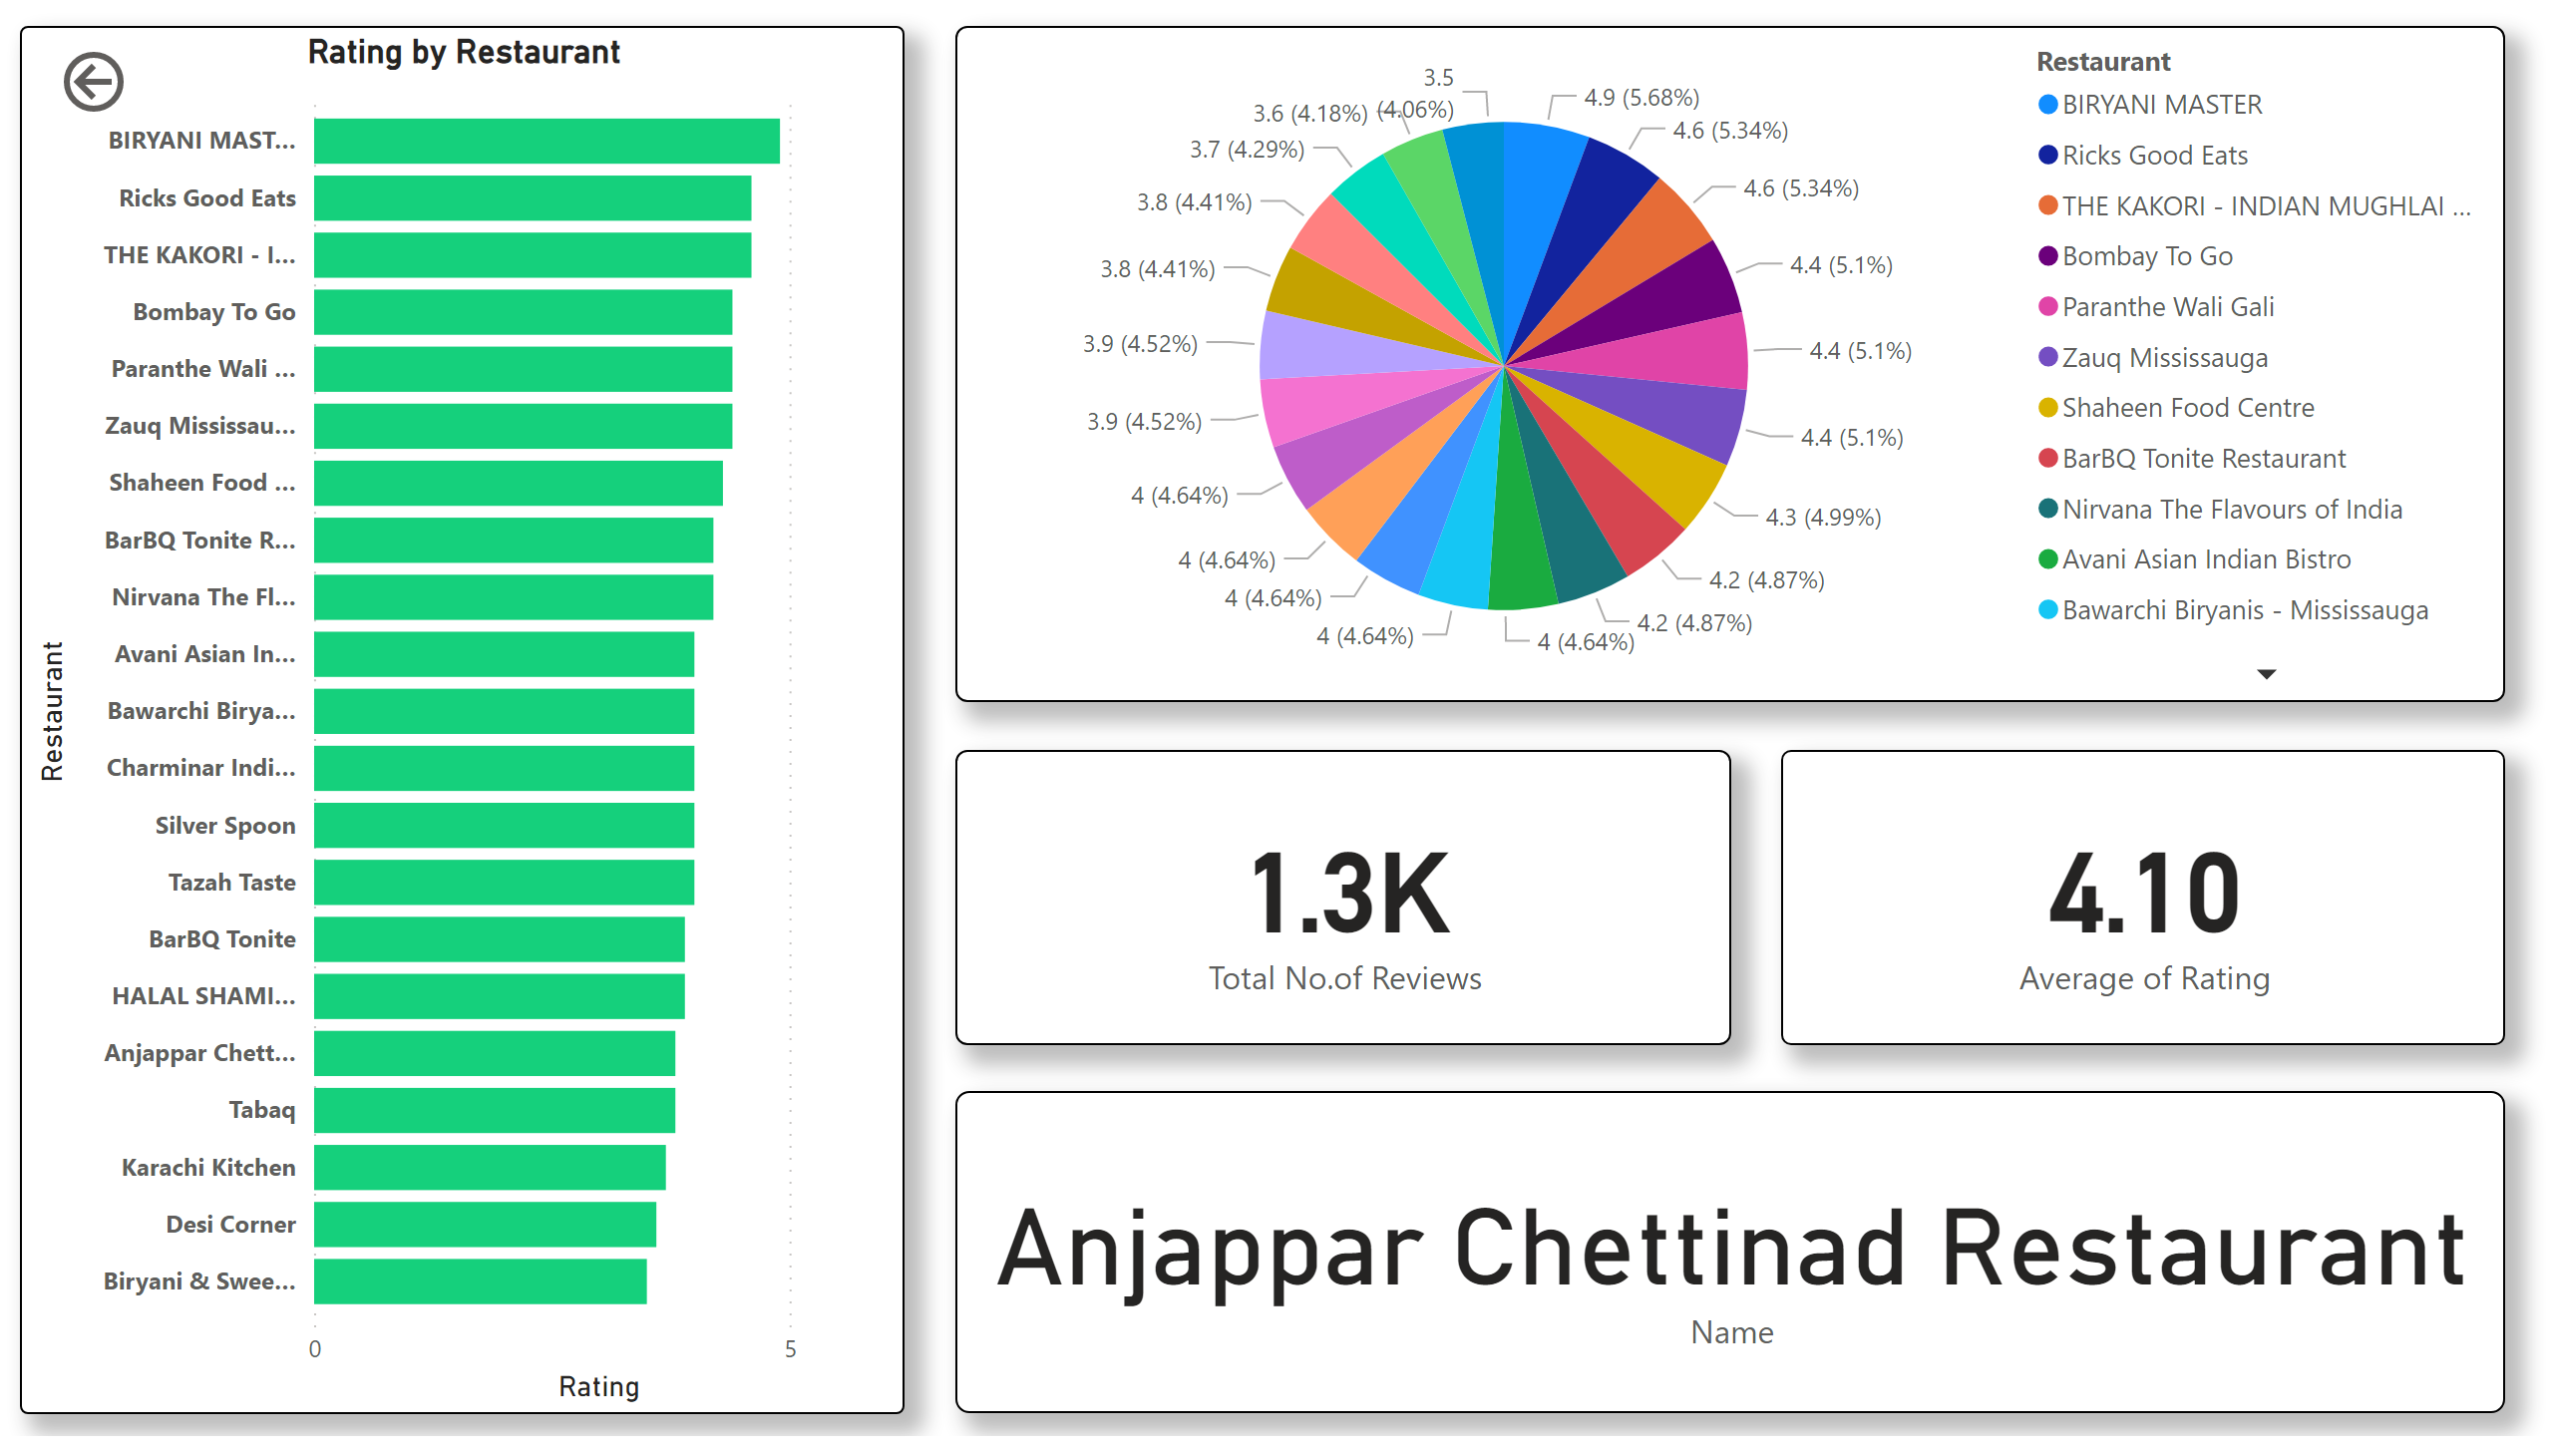 Rating by Restaurant
BIRYANI MAST...
Ricks Good Eats
THE KAKORI - I...
Bombay To Go
Paranthe Wali ...
Zauq Mississau...
Shaheen Food ...
BarBQ Tonite R...
Nirvana The Fl...
Avani Asian In...
Bawarchi Birya...
Charminar Indi...
Silver Spoon
Tazah Taste
BarBQ Tonite
HALAL SHAMI...
Anjappar Chett...
Tabaq
Karachi Kitchen
Desi Corner
Biryani & Swee...
Restaurant
0
5
Rating
4.9 (5.68%)
4.6 (5.34%)
4.6 (5.34%)
4.4 (5.1%)
4.4 (5.1%)
4.4 (5.1%)
4.3 (4.99%)
4.2 (4.87%)
4.2 (4.87%)
4 (4.64%)
4 (4.64%)
4 (4.64%)
4 (4.64%)
4 (4.64%)
3.9 (4.52%)
3.9 (4.52%)
3.8 (4.41%)
3.8 (4.41%)
3.7 (4.29%)
3.6 (4.18%)
3.5
(4.06%)
Restaurant
BIRYANI MASTER
Ricks Good Eats
THE KAKORI - INDIAN MUGHLAI ...
Bombay To Go
Paranthe Wali Gali
Zauq Mississauga
Shaheen Food Centre
BarBQ Tonite Restaurant
Nirvana The Flavours of India
Avani Asian Indian Bistro
Bawarchi Biryanis - Mississauga
1.3K
Total No.of Reviews
4.10
Average of Rating
Anjappar Chettinad Restaurant
Name